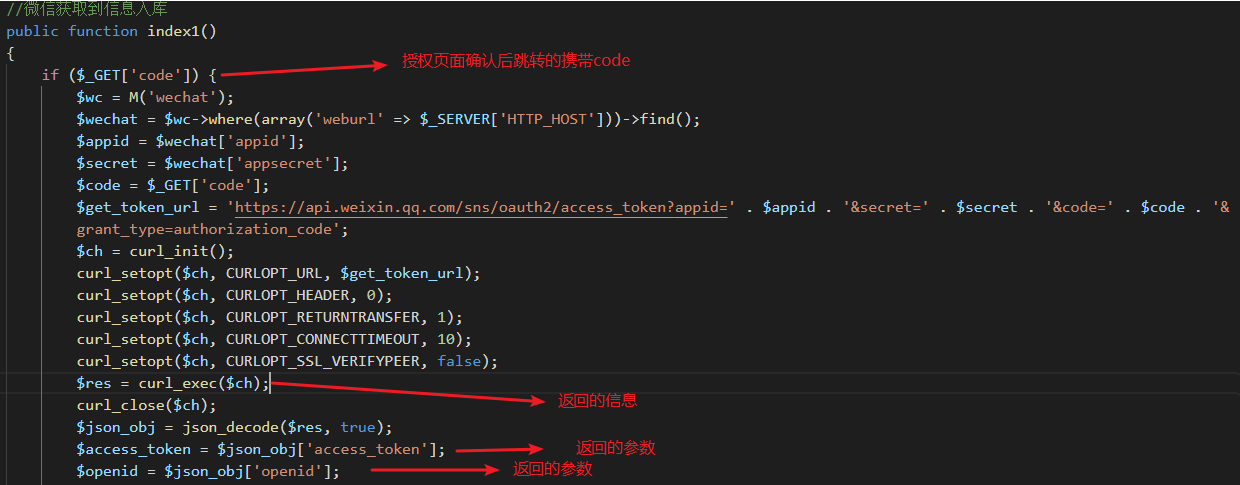 //微信获取到信息入库
public function index1()
{
if ($_GET['code']) { 授权页面确认后跳转的携带code
$wc = M('wechat');
$wechat = $wc->where(array('weburl' => $_SERVER['HTTP_HOST']))->find();
$appid = $wechat['appid'];
$secret = $wechat['appsecret'];
$code = $_GET['code'];
$get_token_url = 'https://api.weixin.qq.com/sns/oauth2/access_token?appid=' . $appid . '&secret=' . $secret . '&code=' . $code . '&
grant_type=authorization_code';
$ch = curl_init();
curl_setopt($ch, CURLOPT_URL, $get_token_url);
curl_setopt($ch, CURLOPT_HEADER, 0);
curl_setopt($ch, CURLOPT_RETURNTRANSFER, 1);
curl_setopt($ch, CURLOPT_CONNECTTIMEOUT, 10);
curl_setopt($ch, CURLOPT_SSL_VERIFYPEER, false);
$res = curl_exec($ch); 返回的信息
curl_close($ch);
$json_obj = json_decode($res, true);
$access_token = $json_obj['access_token']; 返回的参数
$openid = $json_obj['openid']; 返回的参数